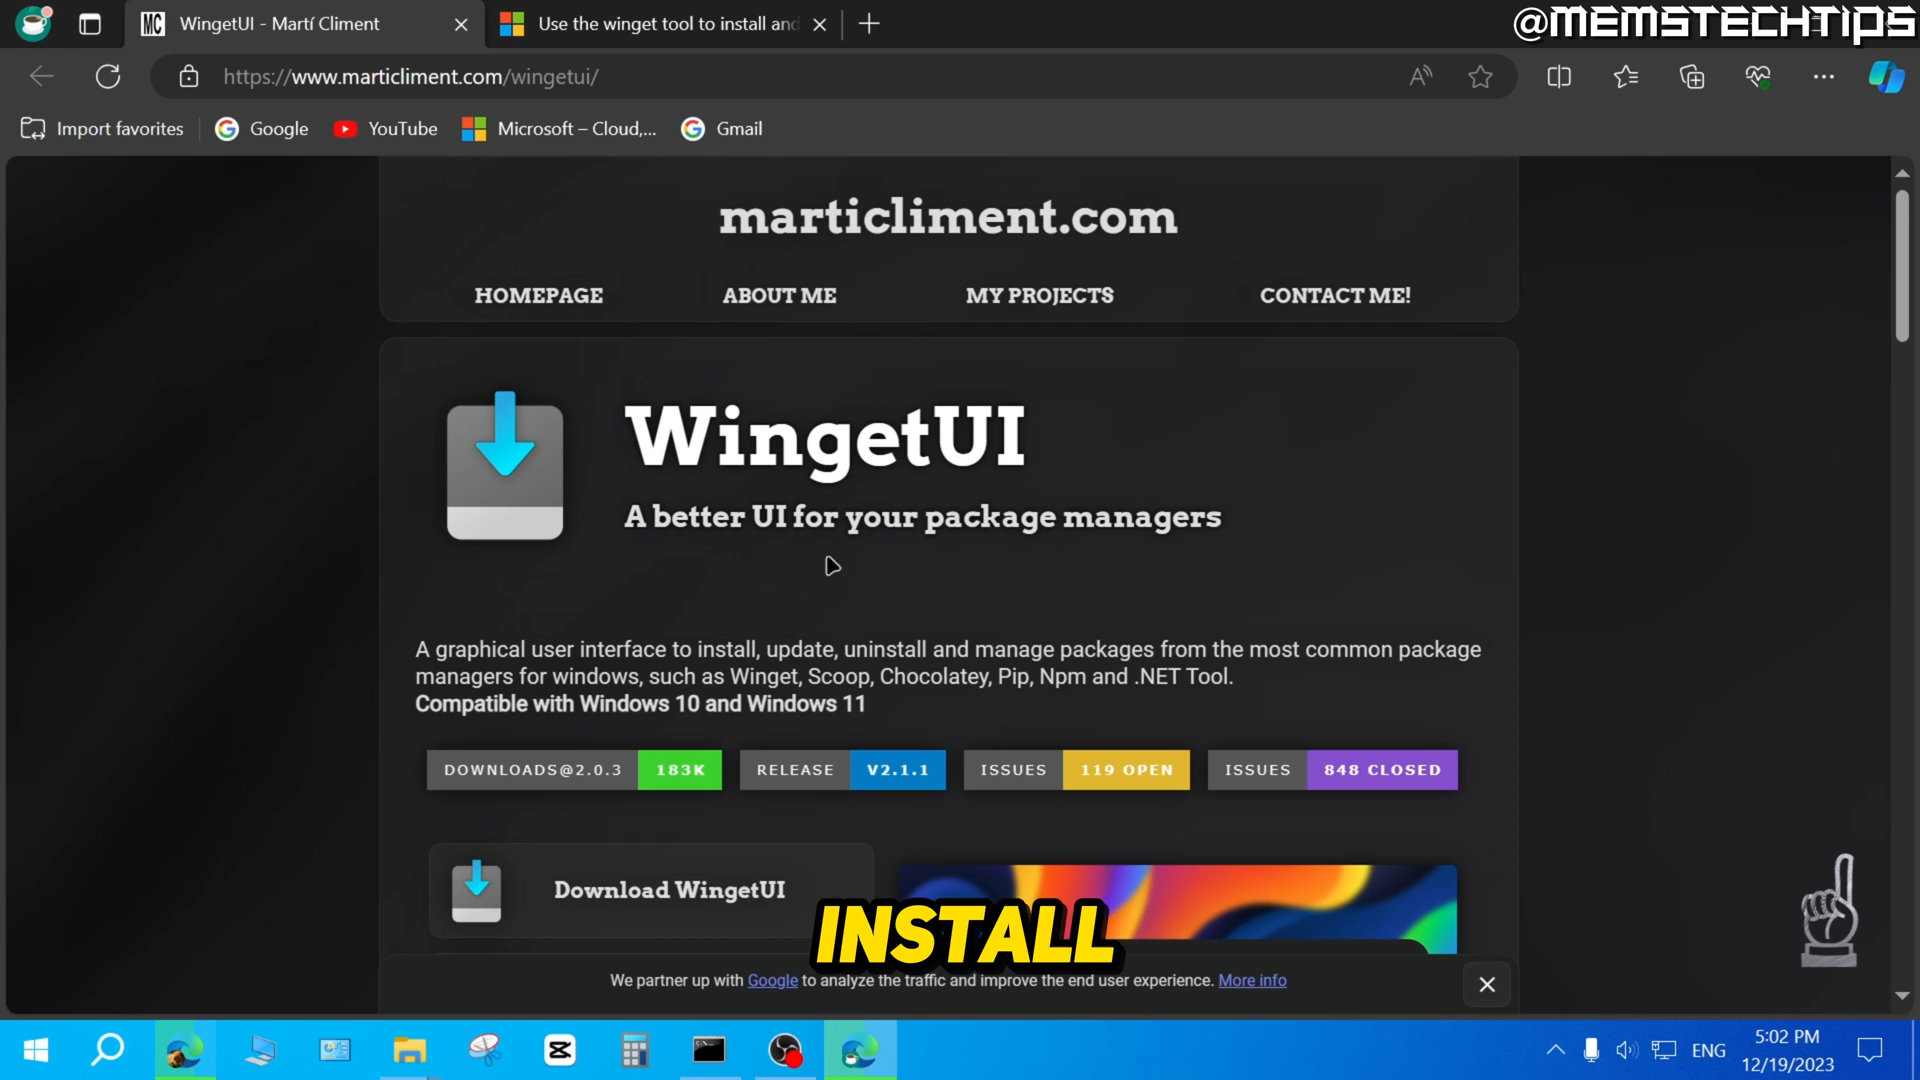 WingetUI - Martí Climent
Use the winget tool to install and
@MEMSTECHTIPS
https://www.marticliment.com/wingetui/
Import favorites
Google
YouTube
Microsoft – Cloud,...
Gmail
marticliment.com
HOMEPAGE
ABOUT ME
MY PROJECTS
CONTACT ME!
WingetUI
A better UI for your package managers
A graphical user interface to install, update, uninstall and manage packages from the most common package
managers for windows, such as Winget, Scoop, Chocolatey, Pip, Npm and .NET Tool.
Compatible with Windows 10 and Windows 11
DOWNLOADS@2.0.3 183K
RELEASE V2.1.1
ISSUES 119 OPEN
ISSUES 848 CLOSED
Download WingetUI
INSTALL
We partner up with Google to analyze the traffic and improve the end user experience. More info
ENG
5:02 PM
12/19/2023